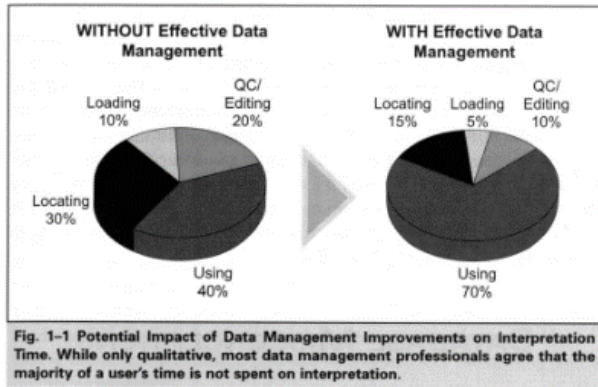 WITHOUT Effective Data
Management
QC/
Editing
20%
Loading
10%
Locating
30%
Using
40%
WITH Effective Data
Management
Locating
15%
Loading
5%
QC/
Editing
10%
Using
70%
Fig. 1–1 Potential Impact of Data Management Improvements on Interpretation
Time. While only qualitative, most data management professionals agree that the
majority of a user's time is not spent on interpretation.